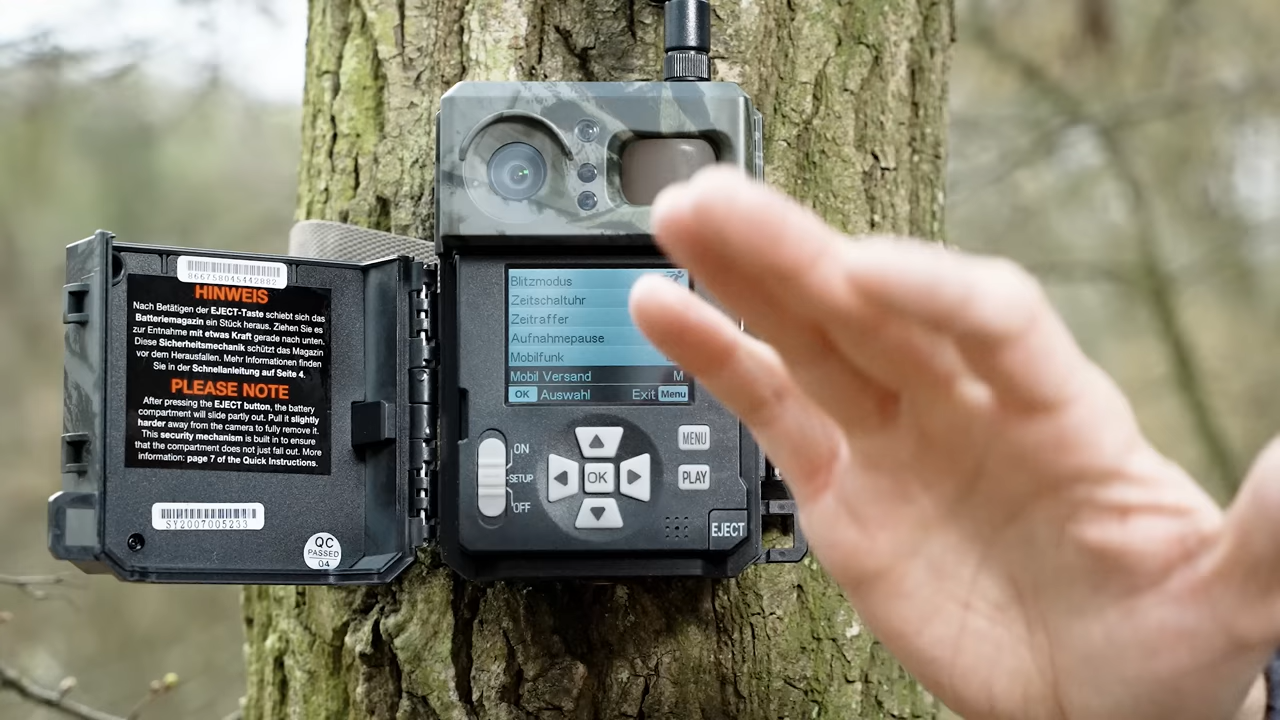 866758045442882
HINWEIS
Nach Betätigen der EJECT-Taste schiebt sich das
Batteriemagazin ein Stück heraus. Ziehen Sie es
zur Entnahme mit etwas Kraft gerade nach unten.
Diese Sicherheitsmechanik schützt das Magazin
vor dem Herausfallen. Mehr Informationen finden
Sie in der Schnellanleitung auf Seite 4.
PLEASE NOTE
After pressing the EJECT button, the battery
compartment will slide partly out. Pull it slightly
harder away from the camera to fully remove it.
This security mechanism is built in to ensure
that the compartment does not just fall out. More
information: page 7 of the Quick Instructions.
SY2007005233
QC
PASSED
04
Blitzmodus
Zeitschaltuhr
Zeitraffer
Aufnahmepause
Mobilfunk
Mobil Versand M
OK Auswahl Exit Menu
ON
SETUP
OFF
OK
MENU
PLAY
EJECT